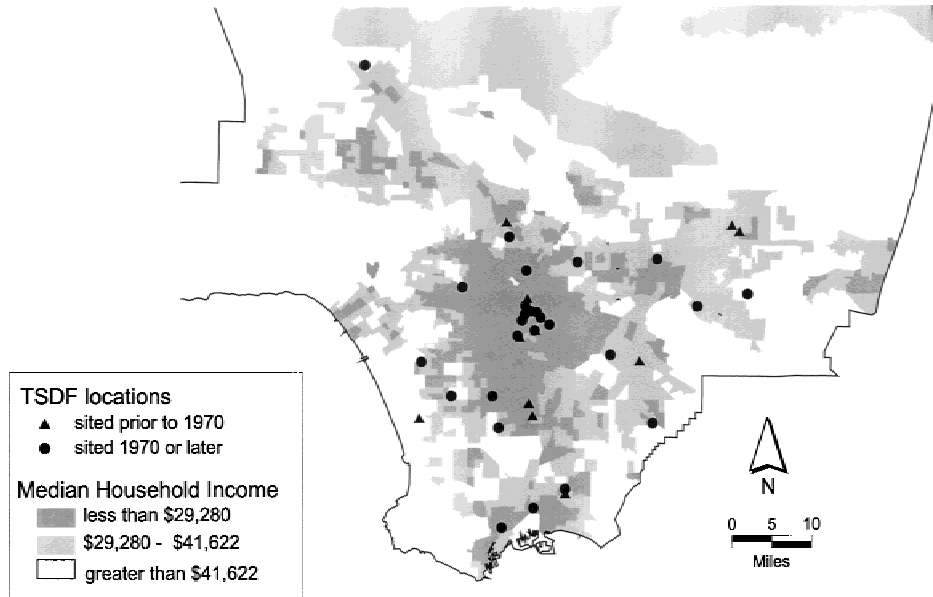 TSDF locations
sited prior to 1970
sited 1970 or later
Median Household Income
less than $29,280
$29,280 - $41,622
greater than $41,622
N
0 5 10
Miles